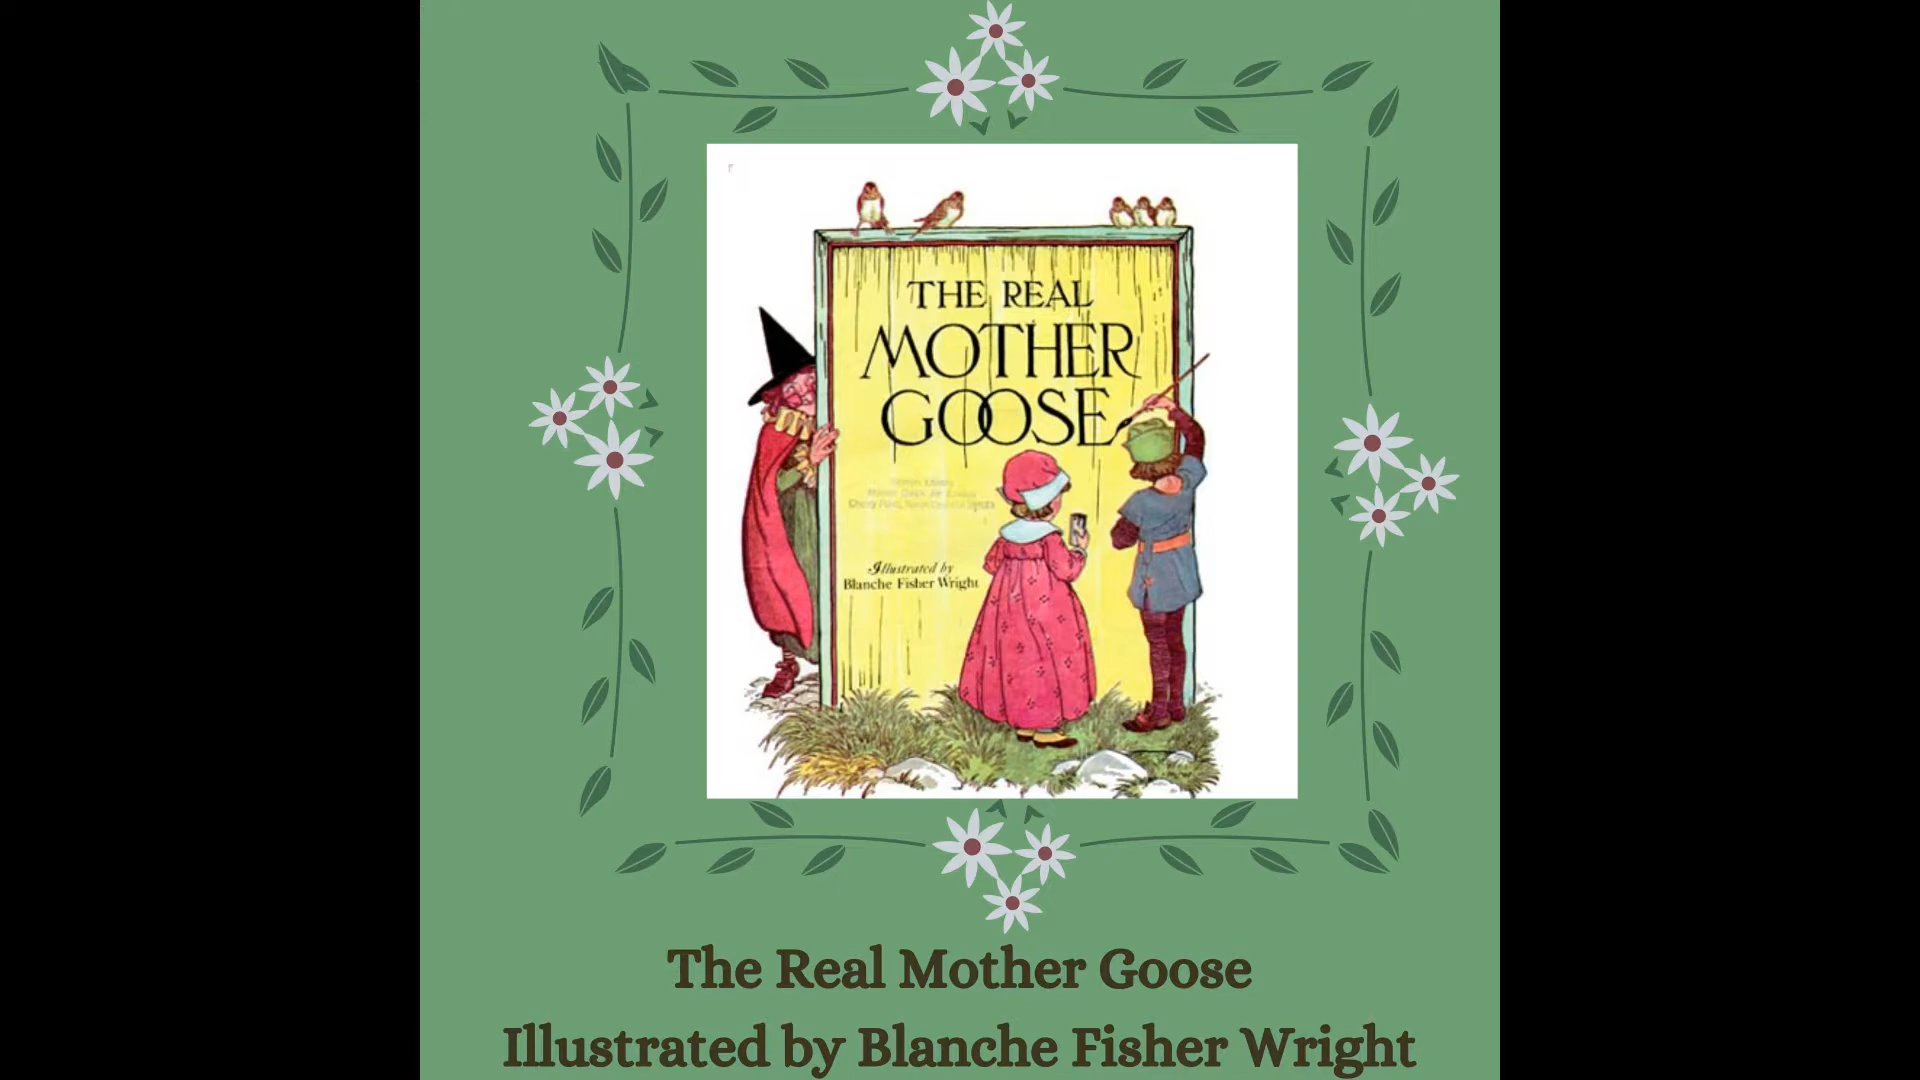 THE REAL
MOTHER
GOOSE
Illustrated by
Blanche Fisher Wright
The Real Mother Goose
Illustrated by Blanche Fisher Wright